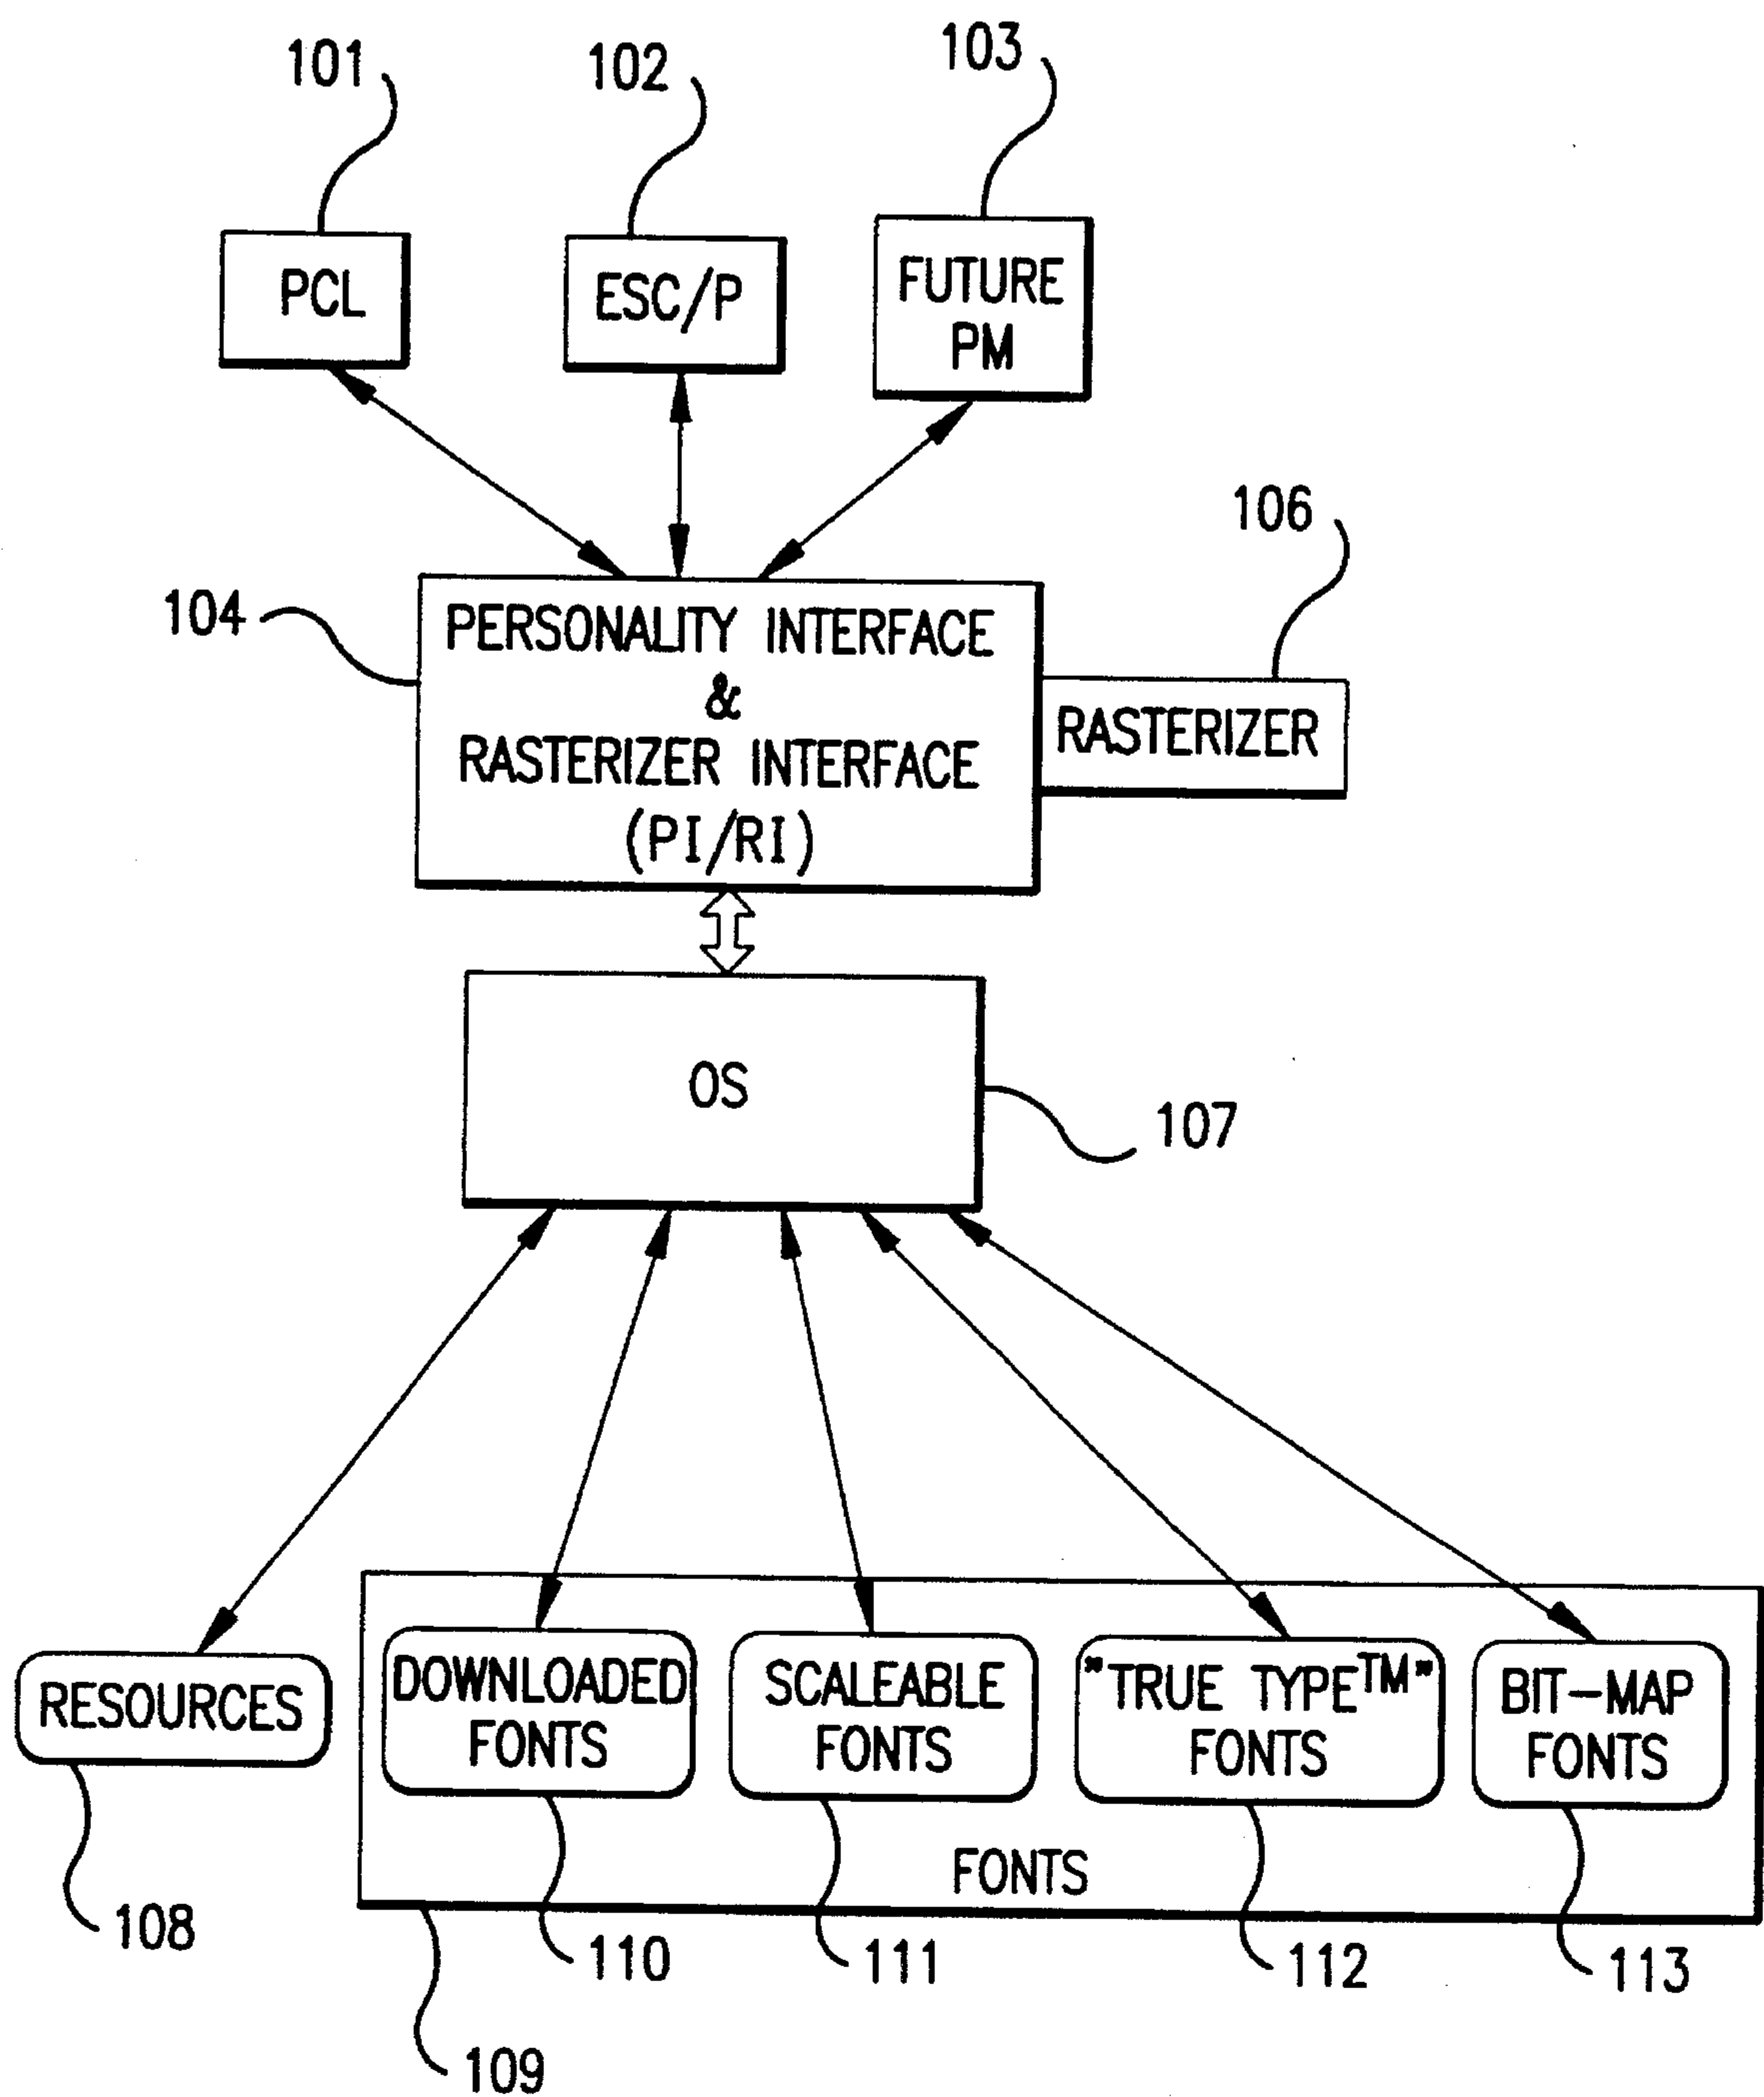 101
102
103
PCL
ESC/P
FUTURE
PM
106
104
PERSONALITY INTERFACE
&
RASTERIZER INTERFACE
(PI/RI)
RASTERIZER
OS
107
RESOURCES
DOWNLOADED
FONTS
SCALEABLE
FONTS
"TRUE TYPE™"
FONTS
BIT-MAP
FONTS
FONTS
108
110
111
112
113
109